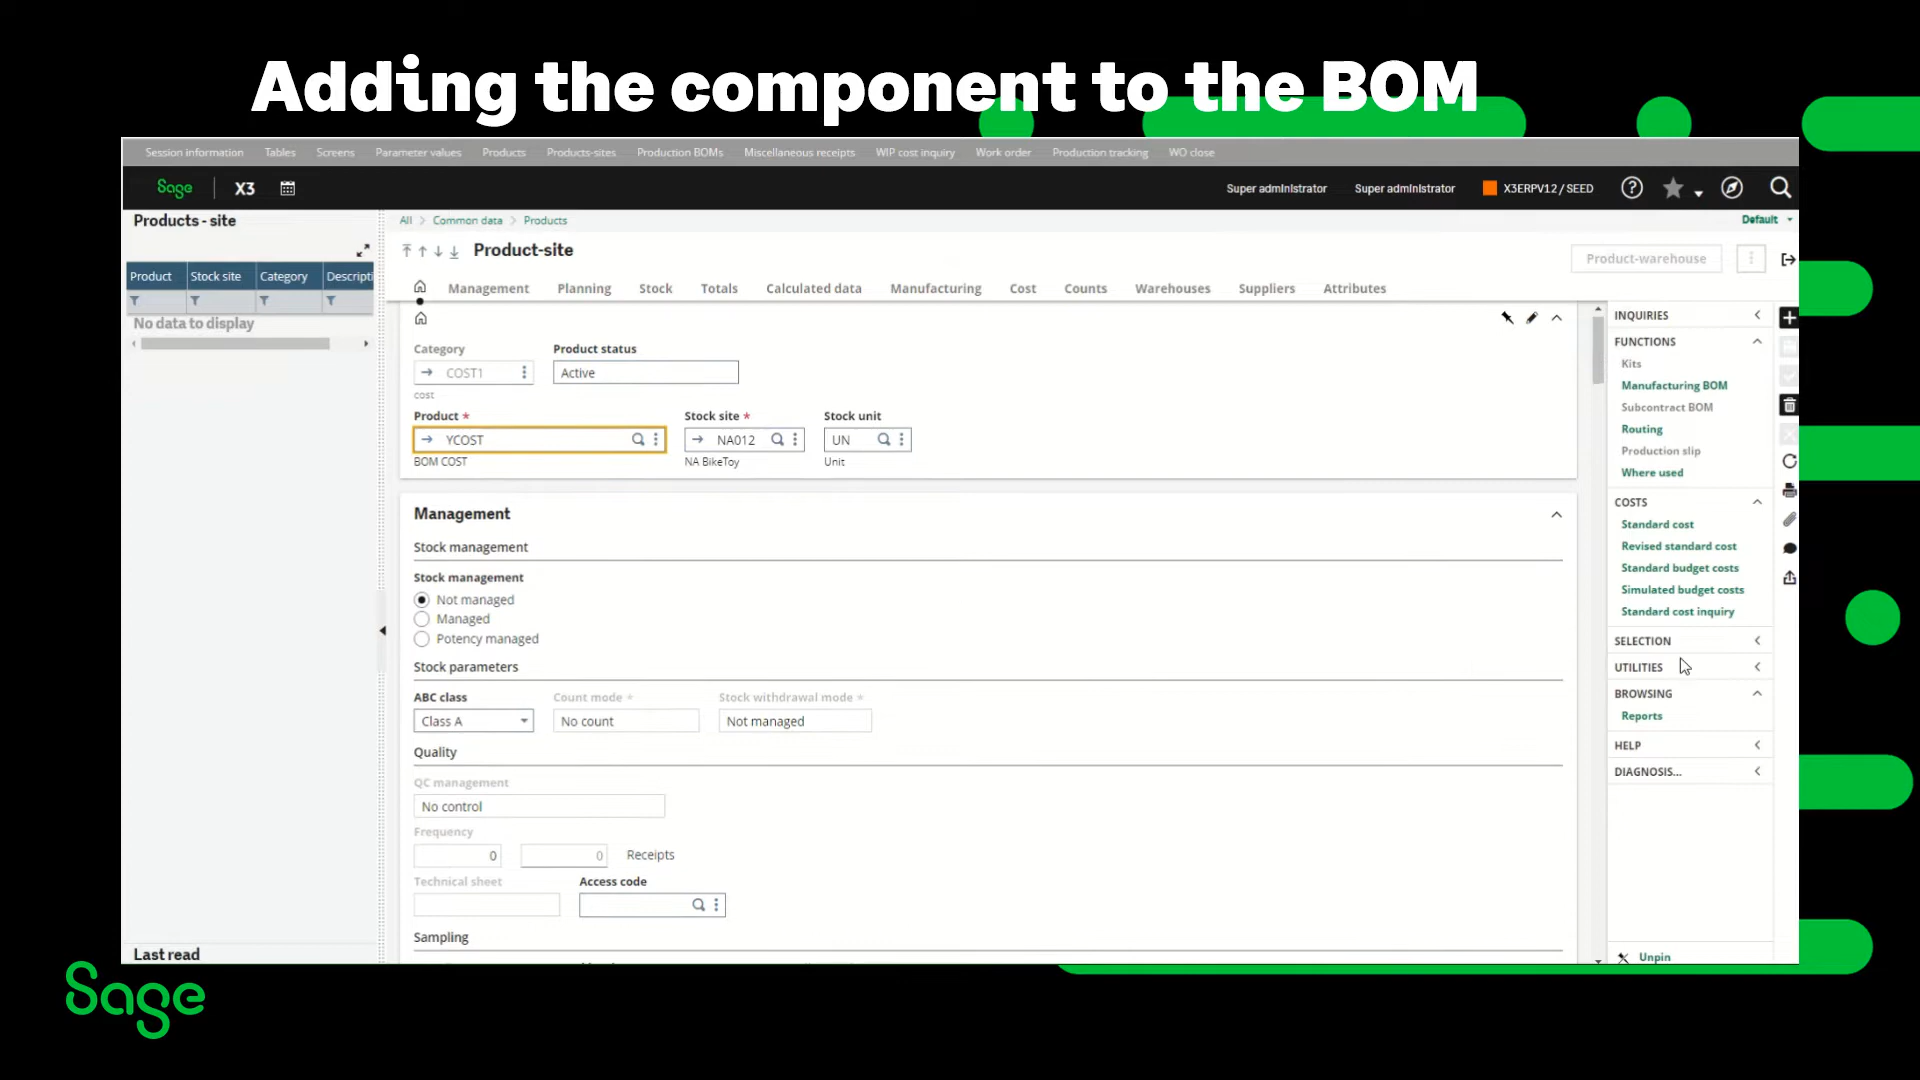 Adding the component to the BOM
Session information Tables Screens Parameter values Products Products-sites Production BOMs Miscellaneous receipts WIP cost inquiry Work order Production tracking WO close
Sage X3 Super administrator Super administrator X3ERPV12 / SEED
Products - site
All > Common data > Products
Default
Product-site
Product-warehouse
Product Stock site Category Descripti
No data to display
Management Planning Stock Totals Calculated data Manufacturing Cost Counts Warehouses Suppliers Attributes
Category Product status
COST1 Active
cost
Product * Stock site * Stock unit
YCOST NA012 UN
BOM COST NA BikeToy Unit
Management
Stock management
Stock management
Not managed
Managed
Potency managed
Stock parameters
ABC class Count mode * Stock withdrawal mode *
Class A No count Not managed
Quality
QC management
No control
Frequency
0 0 Receipts
Technical sheet Access code
Sampling
INQUIRIES
FUNCTIONS
Kits
Manufacturing BOM
Subcontract BOM
Routing
Production slip
Where used
COSTS
Standard cost
Revised standard cost
Standard budget costs
Simulated budget costs
Standard cost inquiry
SELECTION
UTILITIES
BROWSING
Reports
HELP
DIAGNOSIS...
Unpin
Last read
Sage